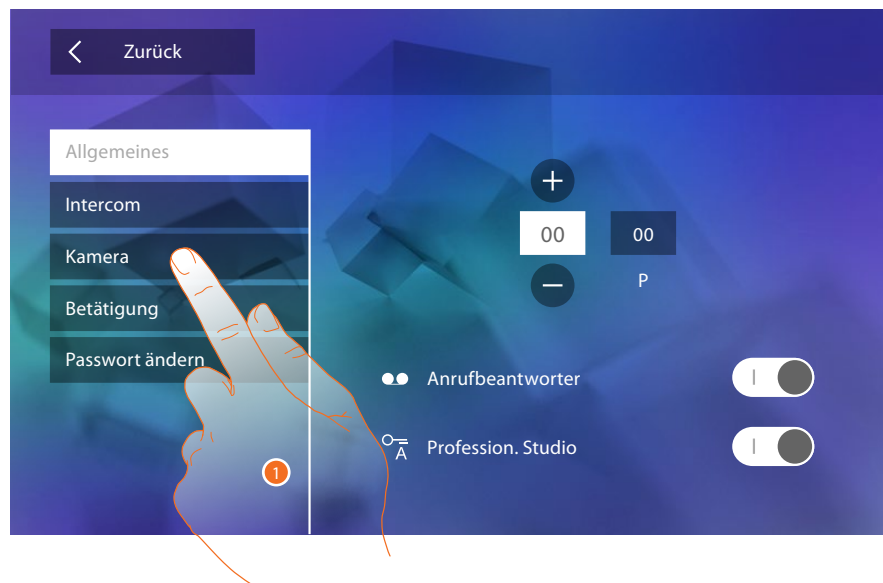 Zurück
Allgemeines
Intercom
Kamera
Betätigung
Passwort ändern
00 00
P
Anrufbeantworter
A Profession. Studio
1